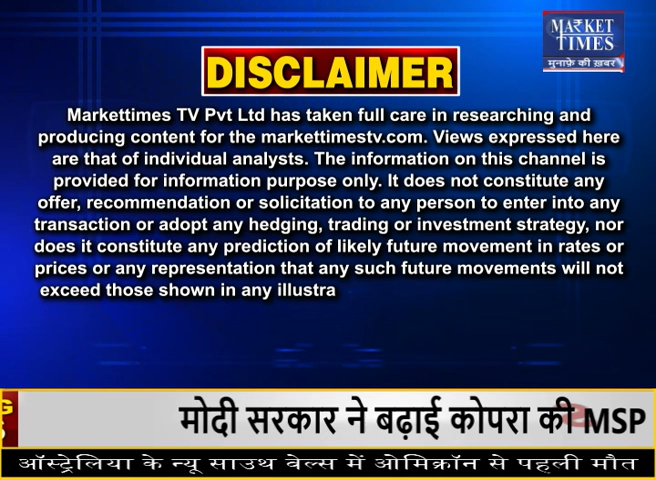 MARKET
TIMES
मुनाफ़े की ख़बर
DISCLAIMER
Markettimes TV Pvt Ltd has taken full care in researching and
producing content for the markettimestv.com. Views expressed here
are that of individual analysts. The information on this channel is
provided for information purpose only. It does not constitute any
offer, recommendation or solicitation to any person to enter into any
transaction or adopt any hedging, trading or investment strategy, nor
does it constitute any prediction of likely future movement in rates or
prices or any representation that any such future movements will not
exceed those shown in any illustra
G
मोदी सरकार ने बढ़ाई कोपरा की MSP
ऑस्ट्रेलिया के न्यू साउथ वेल्स में ओमिक्रॉन से पहली मौत